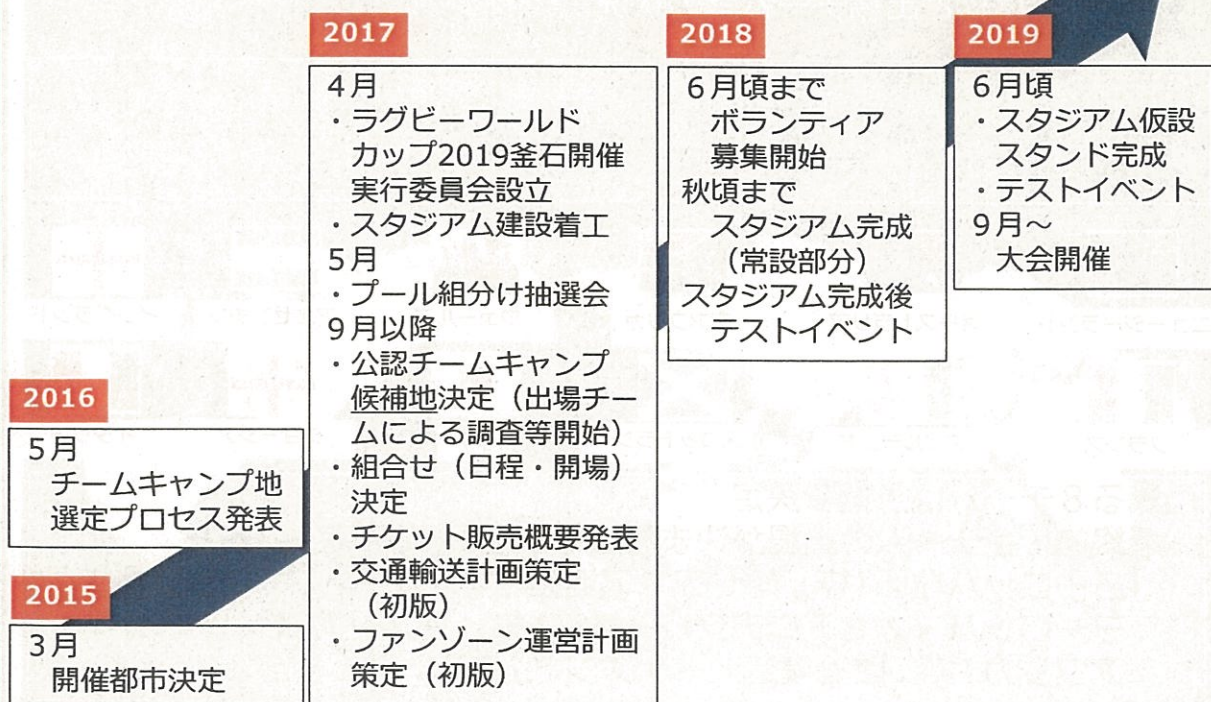 2015
3月
開催都市決定
2016
5月
チームキャンプ地
選定プロセス発表
2017
4月
・ラグビーワールド
カップ2019釜石開催
実行委員会設立
・スタジアム建設着工
5月
・プール組分け抽選会
9月以降
・公認チームキャンプ
候補地決定（出場チー
ムによる調査等開始）
・組合せ（日程・開場）
決定
・チケット販売概要発表
・交通輸送計画策定
（初版）
・ファンゾーン運営計画
策定（初版）
2018
6月頃まで
ボランティア
募集開始
秋頃まで
スタジアム完成
（常設部分）
スタジアム完成後
テストイベント
2019
6月頃
・スタジアム仮設
スタンド完成
・テストイベント
9月～
大会開催